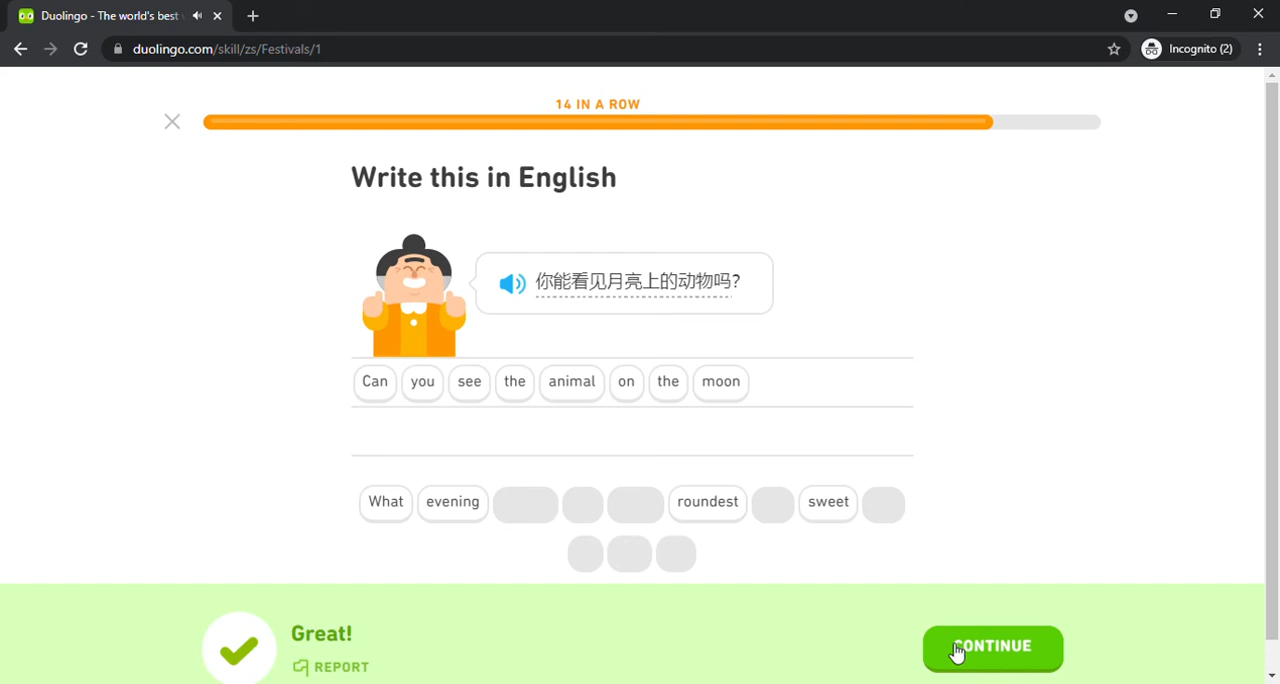 Duolingo - The world's best
duolingo.com/skill/zs/Festivals/1
Incognito (2)
14 IN A ROW
Write this in English
你能看见月亮上的动物吗?
Can you see the animal on the moon
What evening roundest sweet
Great!
REPORT
CONTINUE